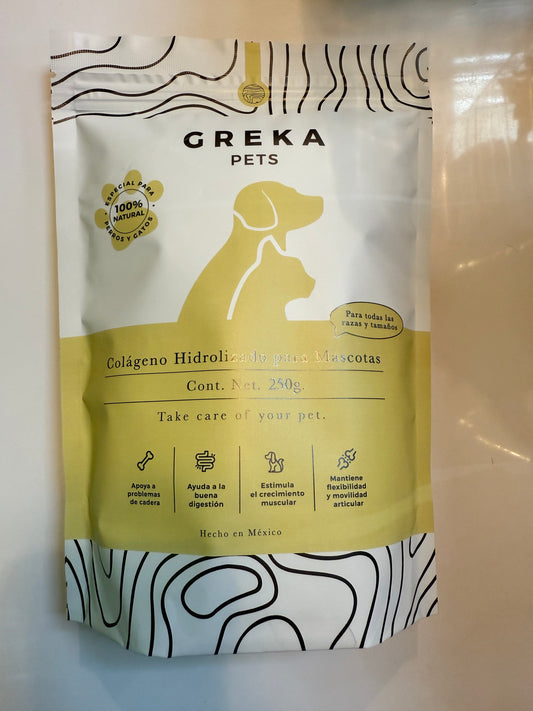 GREKA
PETS
ESPECIAL PARA
100%
NATURAL
PERROS Y GATOS
Para todas las
razas y tamaños
Colágeno Hidrolizado para Mascotas
Cont. Net. 250g.
Take care of your pet.
Apoya a
problemas
de cadera
Ayuda a la
buena
digestión
Estimula
el crecimiento
muscular
Mantiene
flexibilidad
y movilidad
articular
Hecho en México